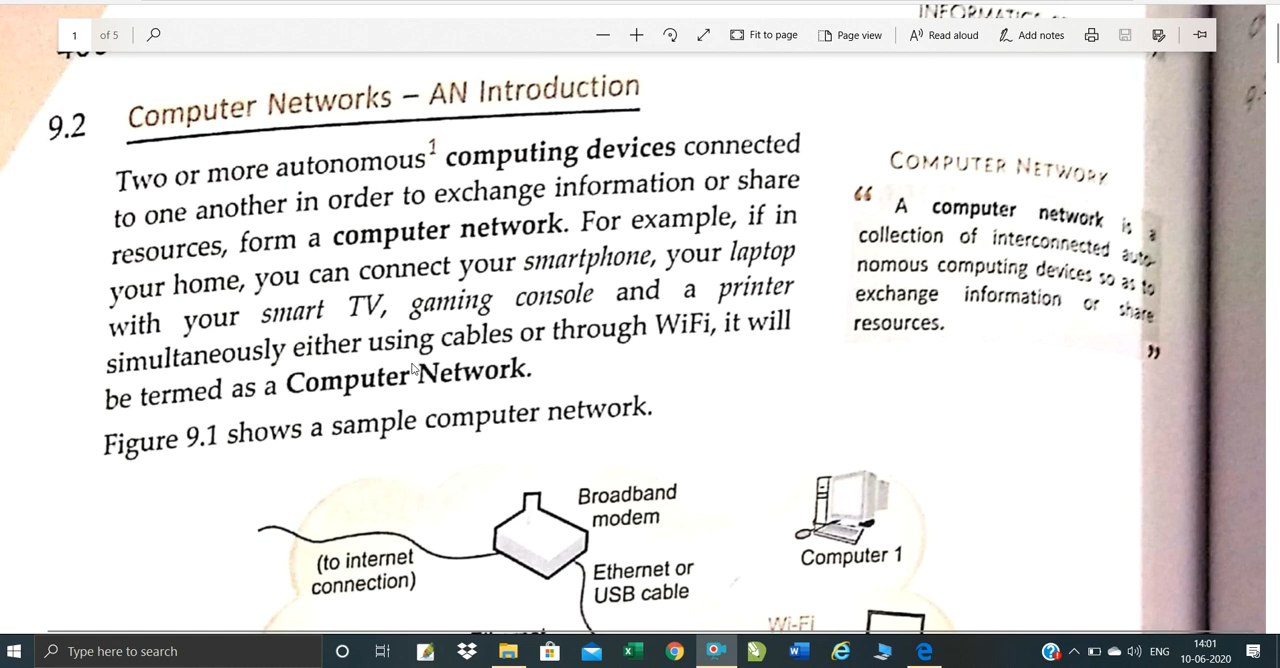 INFORMATICS
1
of 5
Fit to page
Page view
Read aloud
Add notes
9.2 Computer Networks – AN Introduction
Two or more autonomous1 computing devices connected
to one another in order to exchange information or share
resources, form a computer network. For example, if in
your home, you can connect your smartphone, your laptop
with your smart TV, gaming console and a printer
simultaneously either using cables or through WiFi, it will
be termed as a Computer Network.
Figure 9.1 shows a sample computer network.
COMPUTER NETWORK
“ A computer network is a
collection of interconnected auto-
nomous computing devices so as to
exchange information or share
resources.
”
Broadband
modem
(to internet
connection)
Ethernet or
USB cable
Computer 1
Wi-Fi
Type here to search
ENG
14:01
10-06-2020